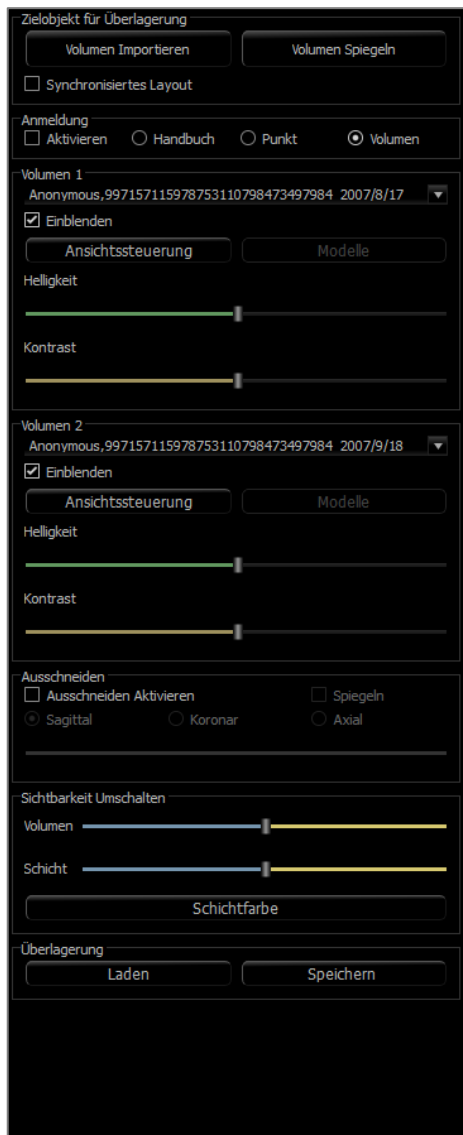 Zielobjekt für Überlagerung
Volumen Importieren Volumen Spiegeln
Synchronisiertes Layout
Anmeldung
Aktivieren Handbuch Punkt Volumen
Volumen 1
Anonymous,99715711597875311079847349​7984 2007/8/17
Einblenden
Ansichtssteuerung Modelle
Helligkeit
Kontrast
Volumen 2
Anonymous,997157115978753110798473497984 2007/9/18
Einblenden
Ansichtssteuerung Modelle
Helligkeit
Kontrast
Ausschneiden
Ausschneiden Aktivieren Spiegeln
Sagittal Koronar Axial
Sichtbarkeit Umschalten
Volumen
Schicht
Schichtfarbe
Überlagerung
Laden Speichern